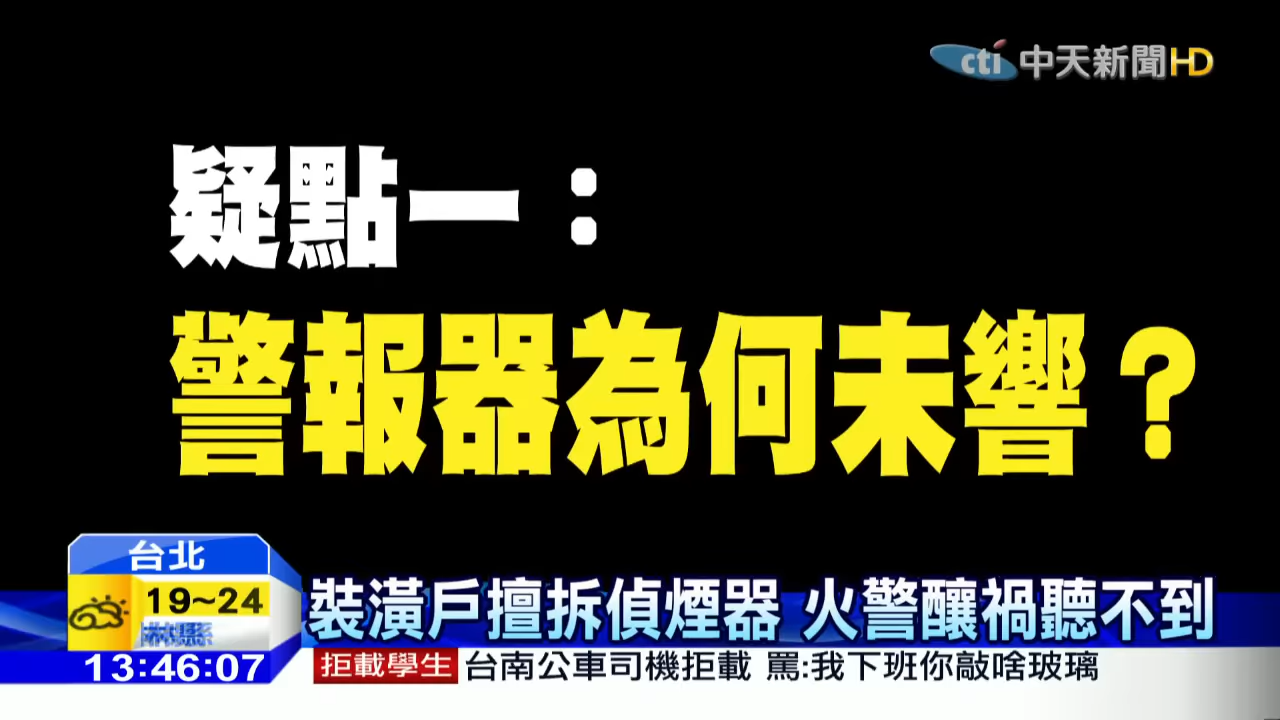 cti 中天新聞HD
疑點一：
警報器為何未響？
台北
19~24
裝潢戶擅拆偵煙器 火警釀禍聽不到
13:46:07
拒載學生 台南公車司機拒載 罵:我下班你敲啥玻璃